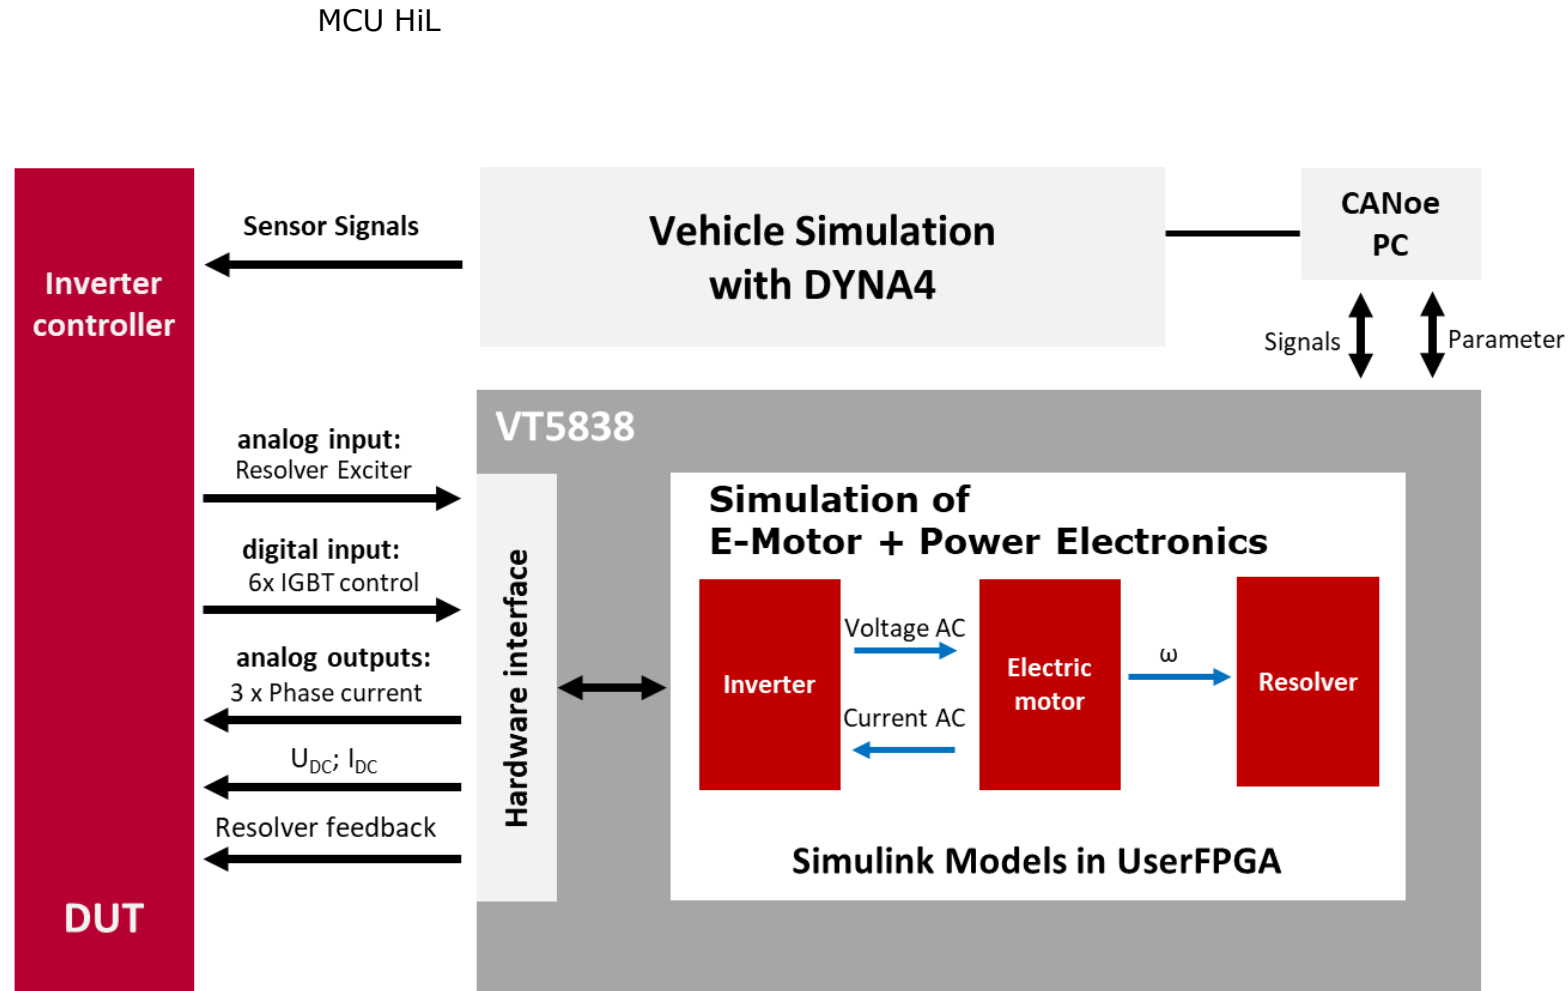 MCU HiL
Sensor Signals
Vehicle Simulation
with DYNA4
CANoe
PC
Inverter
controller
Signals
Parameter
VT5838
analog input:
Resolver Exciter
digital input:
6x IGBT control
analog outputs:
3 x Phase current
U_DC; I_DC
Resolver feedback
DUT
Hardware interface
Simulation of
E-Motor + Power Electronics
Inverter
Voltage AC
Current AC
Electric
motor
ω
Resolver
Simulink Models in UserFPGA